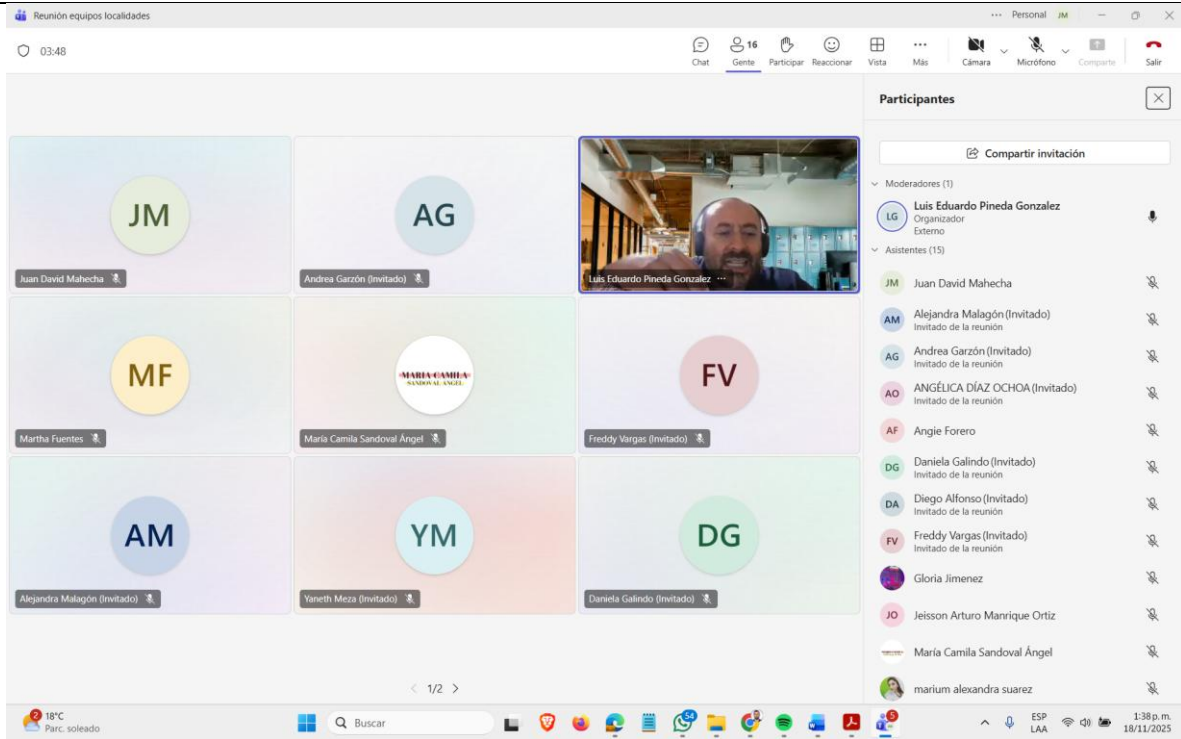 Reunión equipos localidades
Personal
JM
03:48
Chat
16
Gente
Participar
Reaccionar
Vista
Más
Cámara
Micrófono
Comparte
Salir
JM
Juan David Mahecha
AG
Andrea Garzón (Invitado)
Luis Eduardo Pineda Gonzalez
MF
Martha Fuentes
MARÍA CAMILA
SANDOVAL ÁNGEL
María Camila Sandoval Ángel
FV
Freddy Vargas (Invitado)
AM
Alejandra Malagón (Invitado)
YM
Yaneth Meza (Invitado)
DG
Daniela Galindo (Invitado)
1/2
Participantes
Compartir invitación
Moderadores (1)
LG
Luis Eduardo Pineda Gonzalez
Organizador
Externo
Asistentes (15)
JM
Juan David Mahecha
AM
Alejandra Malagón (Invitado)
Invitado de la reunión
AG
Andrea Garzón (Invitado)
Invitado de la reunión
AO
ANGÉLICA DÍAZ OCHOA (Invitado)
Invitado de la reunión
AF
Angie Forero
DG
Daniela Galindo (Invitado)
Invitado de la reunión
DA
Diego Alfonso (Invitado)
Invitado de la reunión
FV
Freddy Vargas (Invitado)
Invitado de la reunión
Gloria Jimenez
JO
Jeisson Arturo Manrique Ortiz
María Camila Sandoval Ángel
marium alexandra suarez
2
18°C
Parc. soleado
Buscar
54
5
ESP
LAA
1:38 p. m.
18/11/2025